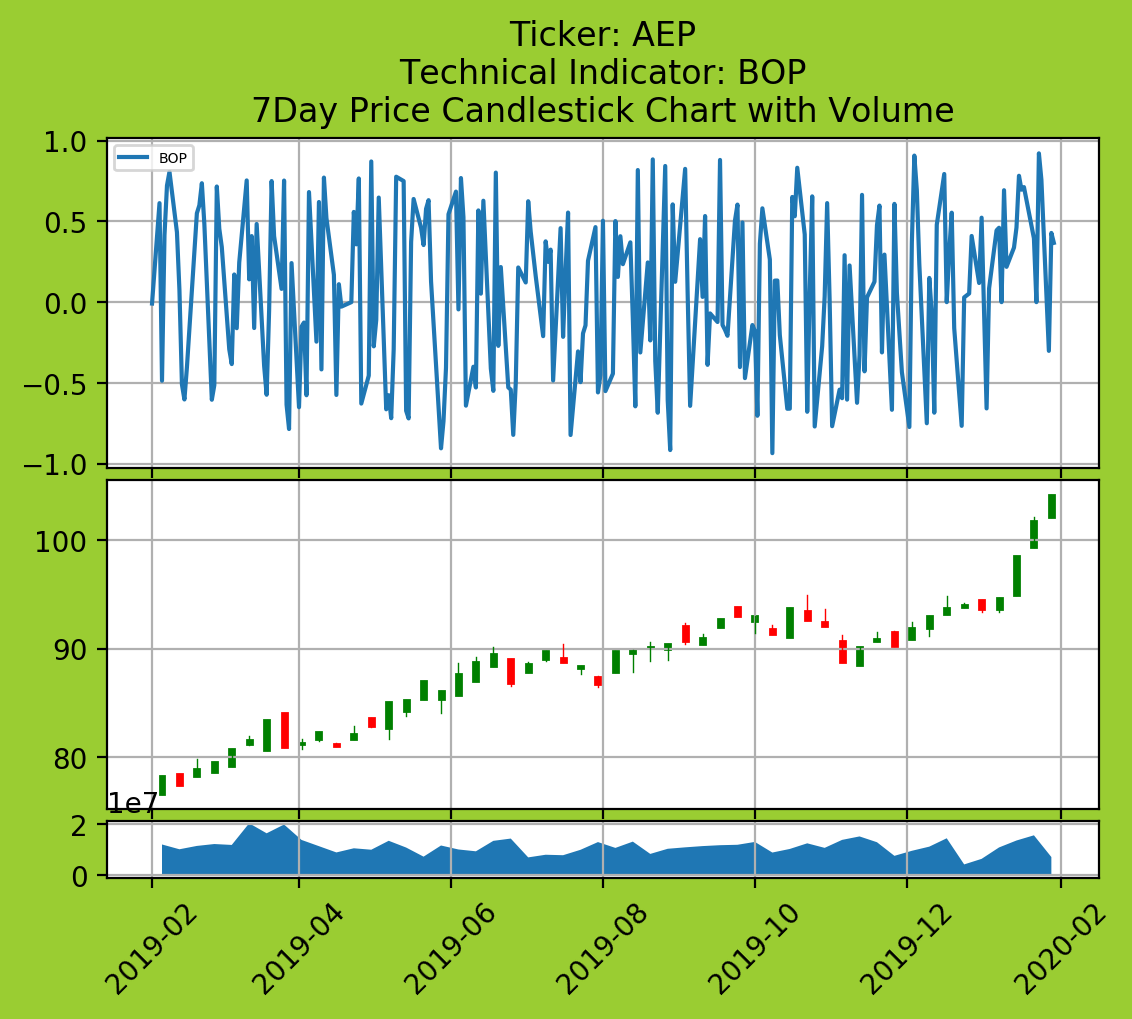 Ticker: AEP
Technical Indicator: BOP
7Day Price Candlestick Chart with Volume
1.0
BOP
0.5
0.0
−0.5
−1.0
100
90
80
1e7
2
0
2019-02 2019-04 2019-06 2019-08 2019-10 2019-12 2020-02